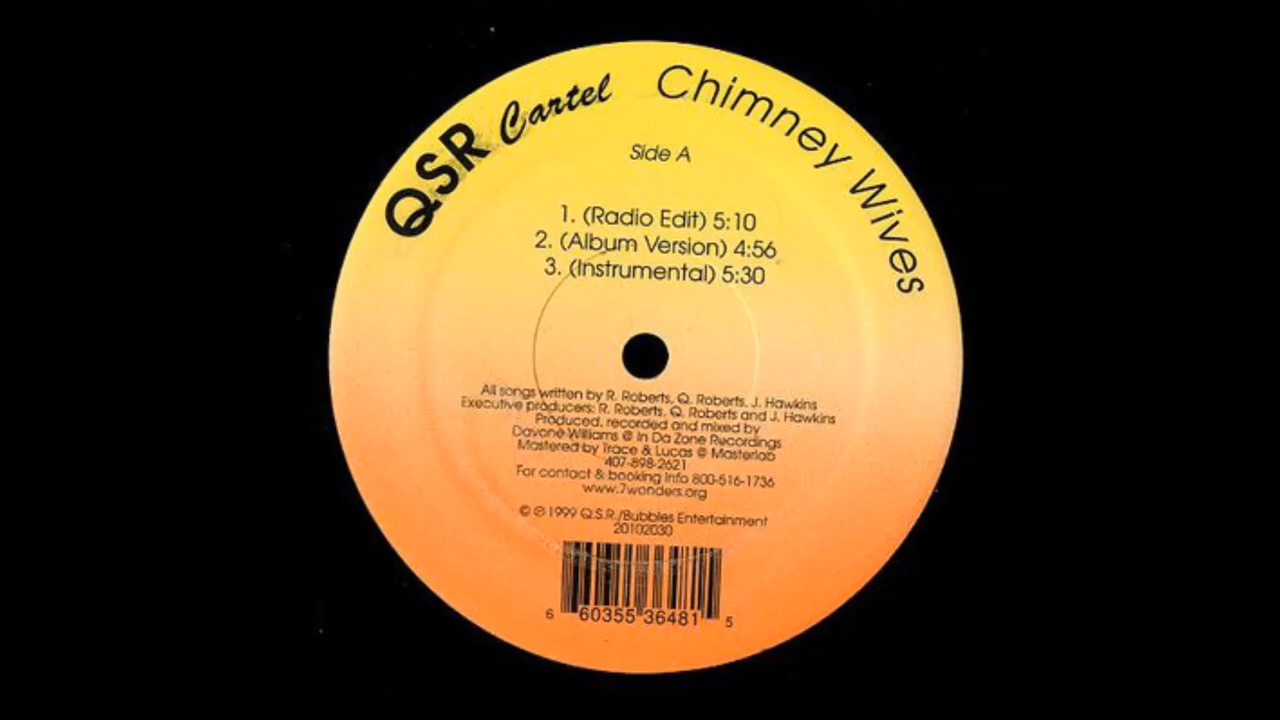 QSR Cartel
Chimney Wives
Side A
1. (Radio Edit) 5:10
2. (Album Version) 4:56
3. (Instrumental) 5:30
All songs written by R. Roberts, Q. Roberts, J. Hawkins
Executive producers: R. Roberts, Q. Roberts and J. Hawkins
Produced, recorded and mixed by
Davone Williams @ In Da Zone Recordings
Mastered by Trace & Lucas @ Masterlab
407-898-2621
For contact & booking info 800-516-1736
www.7wonders.org
© ℗ 1999 Q.S.R./Bubbles Entertainment
20102030
6 60355 36481 5